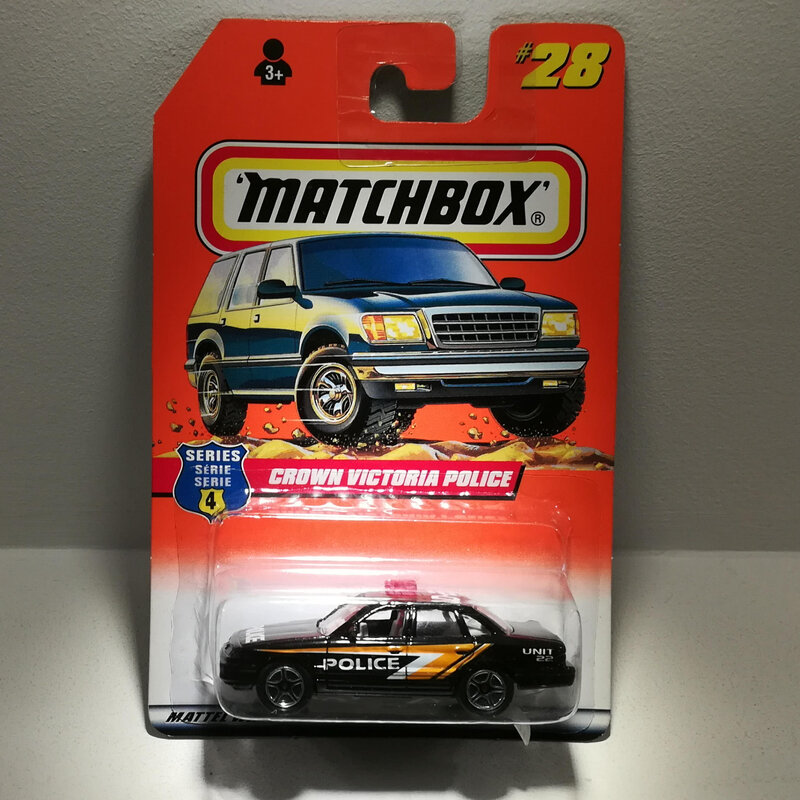 3+
#28
'MATCHBOX'®
SERIES
SÉRIE
SERIE
4
CROWN VICTORIA POLICE
POLICE
UNIT
22
MATTEL